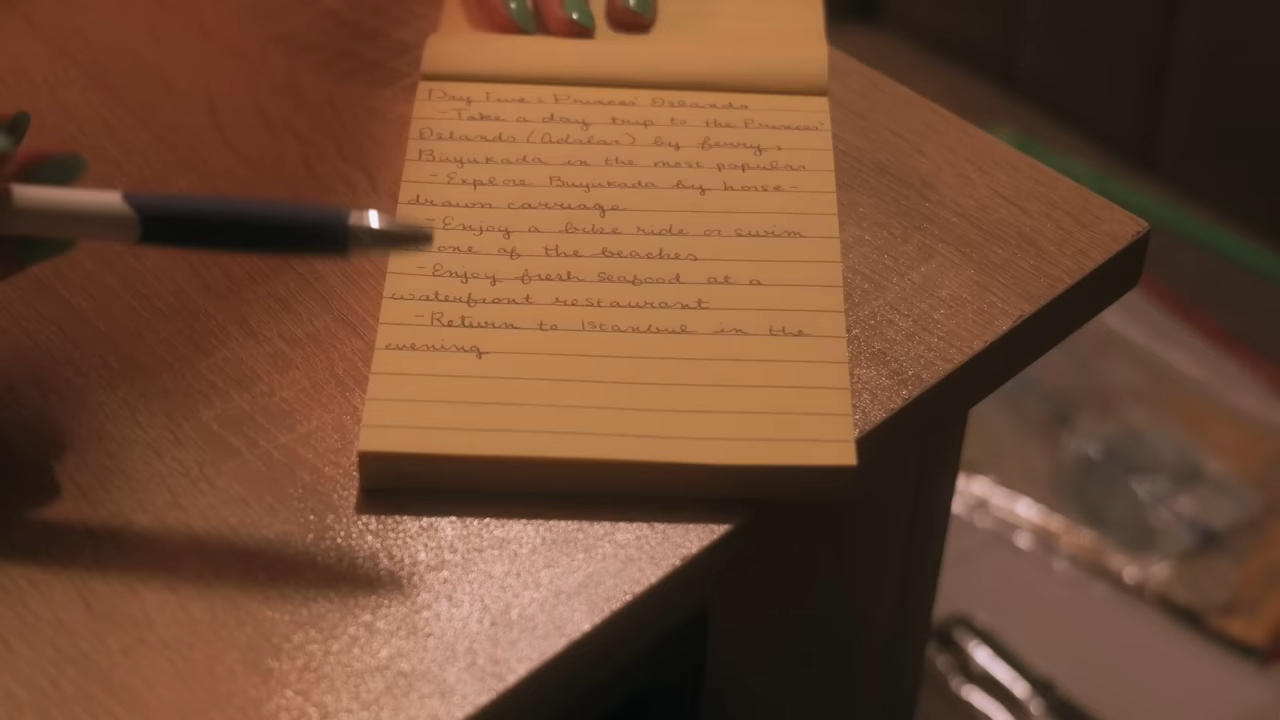 Day Five: Princes' Islands
- Take a day trip to the Princes'
Islands (Adalar) by ferry,
Buyukada in the most popular
- Explore Buyukada by horse-
drawn carriage
- Enjoy a bike ride or swim
one of the beaches
- Enjoy fresh seafood at a
waterfront restaurant
- Return to Istanbul in the
evening